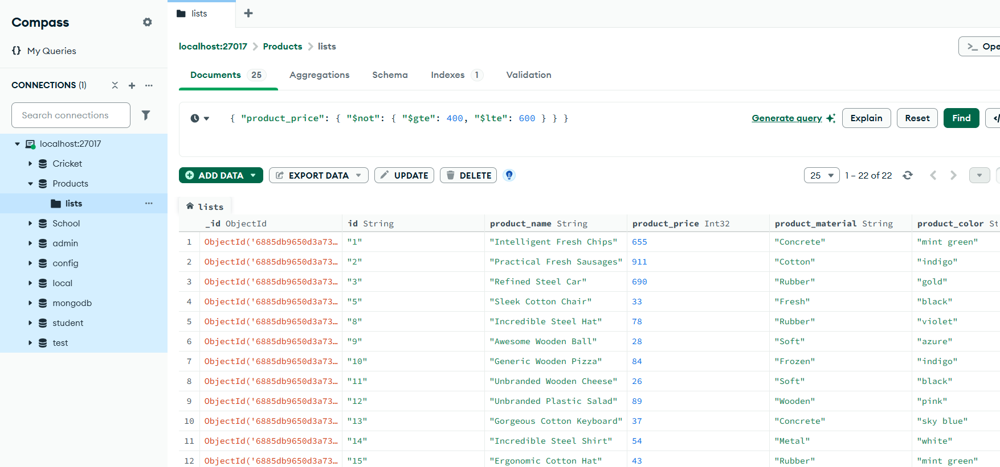 Compass
My Queries
CONNECTIONS (1)
Search connections
localhost:27017
Cricket
Products
lists
School
admin
config
local
mongodb
student
test
lists
localhost:27017 > Products > lists
>_ Ope
Documents 25 Aggregations Schema Indexes 1 Validation
{ "product_price": { "$not": { "$gte": 400, "$lte": 600 } } }
Generate query Explain Reset Find
ADD DATA EXPORT DATA UPDATE DELETE 25 1 – 22 of 22
lists
_id ObjectId id String product_name String product_price Int32 product_material String product_color St
1 ObjectId('6885db9650d3a73… "1" "Intelligent Fresh Chips" 655 "Concrete" "mint green"
2 ObjectId('6885db9650d3a73… "2" "Practical Fresh Sausages" 911 "Cotton" "indigo"
3 ObjectId('6885db9650d3a73… "3" "Refined Steel Car" 690 "Rubber" "gold"
4 ObjectId('6885db9650d3a73… "5" "Sleek Cotton Chair" 33 "Fresh" "black"
5 ObjectId('6885db9650d3a73… "8" "Incredible Steel Hat" 78 "Rubber" "violet"
6 ObjectId('6885db9650d3a73… "9" "Awesome Wooden Ball" 28 "Soft" "azure"
7 ObjectId('6885db9650d3a73… "10" "Generic Wooden Pizza" 84 "Frozen" "indigo"
8 ObjectId('6885db9650d3a73… "11" "Unbranded Wooden Cheese" 26 "Soft" "black"
9 ObjectId('6885db9650d3a73… "12" "Unbranded Plastic Salad" 89 "Wooden" "pink"
10 ObjectId('6885db9650d3a73… "13" "Gorgeous Cotton Keyboard" 37 "Concrete" "sky blue"
11 ObjectId('6885db9650d3a73… "14" "Incredible Steel Shirt" 54 "Metal" "white"
12 ObjectId('6885db9650d3a73… "15" "Ergonomic Cotton Hat" 43 "Rubber" "mint green"